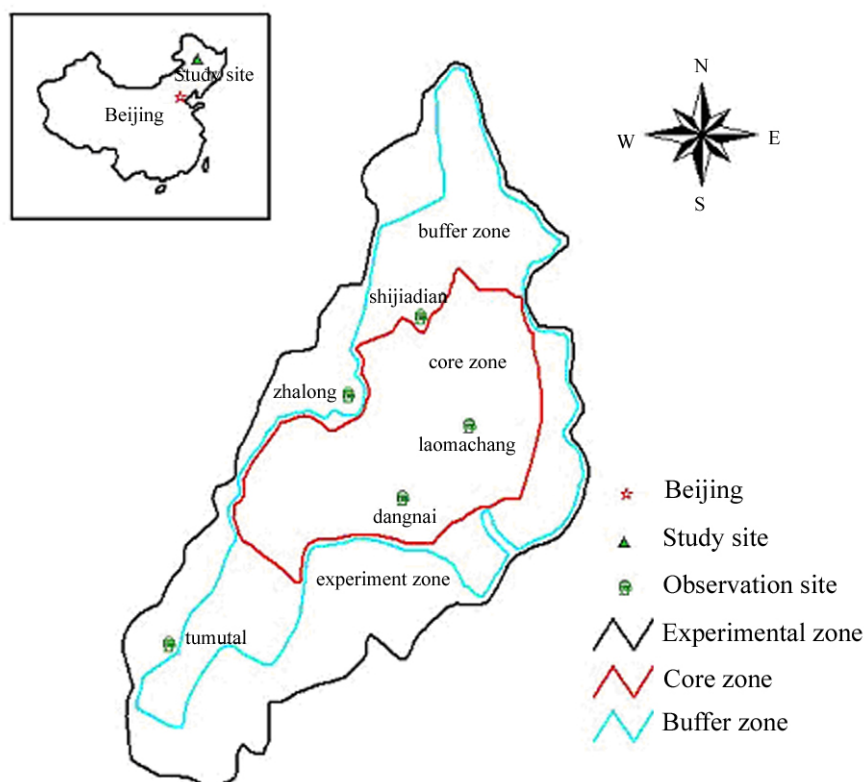 Study site
Beijing
N
W
E
S
buffer zone
shijiadian
core zone
zhalong
laomachang
dangnai
experiment zone
tumutal
Beijing
Study site
Observation site
Experimental zone
Core zone
Buffer zone